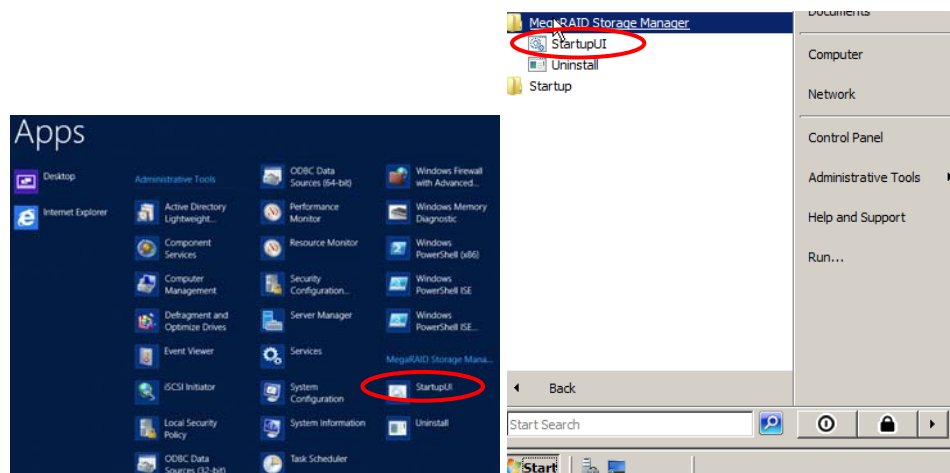 Apps
Desktop
Internet Explorer
Administrative Tools
Active Directory
Lightweight...
Component
Services
Computer
Management
Defragment and
Optimize Drives
Event Viewer
iSCSI Initiator
Local Security
Policy
ODBC Data
Sources (32-bit)
ODBC Data
Sources (64-bit)
Performance
Monitor
Resource Monitor
Security
Configuration...
Server Manager
Services
System
Configuration
System Information
Task Scheduler
Windows Firewall
with Advanced...
Windows Memory
Diagnostic
Windows
PowerShell (x86)
Windows
PowerShell ISE
Windows
PowerShell ISE...
MegaRAID Storage Mana...
StartupUI
Uninstall
MegaRAID Storage Manager
StartupUI
Uninstall
Startup
Back
Start Search
Documents
Computer
Network
Control Panel
Administrative Tools
Help and Support
Run...
Start